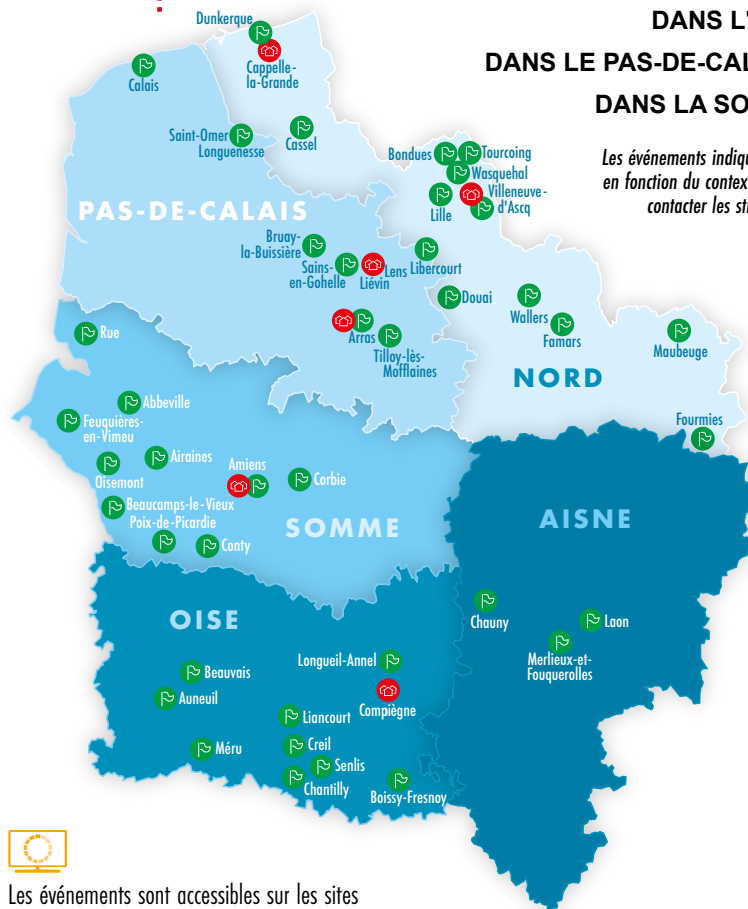 DANS L'
DANS LE PAS-DE-CAL
DANS LA SO
Les événements indiqu
en fonction du contex
contacter les st
Dunkerque
Cappelle-
la-Grande
Calais
Saint-Omer
Longuenesse
Cassel
Bondues
Tourcoing
Wasquehal
Lille
Villeneuve-
d'Ascq
PAS-DE-CALAIS
Bruay-
la-Buissière
Sains-
en-Gohelle
Liévin
Lens
Libercourt
Douai
Wallers
Famars
Maubeuge
Arras
Tilloy-lès-
Mofflaines
NORD
Fourmies
Rue
Abbeville
Feuquières-
en-Vimeu
Airaines
Oisemont
Amiens
Corbie
Beaucamps-le-Vieux
Poix-de-Picardie
Conty
SOMME
AISNE
Chauny
Laon
Merlieux-et-
Fouquerolles
OISE
Longueil-Annel
Beauvais
Auneuil
Compiègne
Liancourt
Méru
Creil
Senlis
Chantilly
Boissy-Fresnoy
Les événements sont accessibles sur les sites